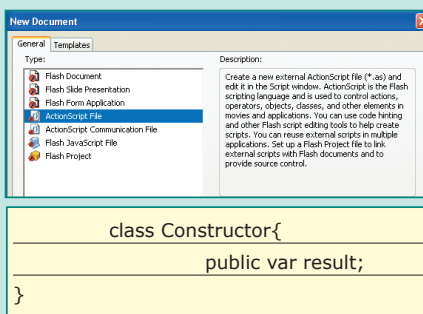 New Document
General Templates
Type:
Flash Document
Flash Slide Presentation
Flash Form Application
ActionScript File
ActionScript Communication File
Flash JavaScript File
Flash Project
Description:
Create a new external ActionScript file (*.as) and
edit it in the Script window. ActionScript is the Flash
scripting language and is used to control actions,
operators, objects, classes, and other elements in
movies and applications. You can use code hinting
and other Flash script editing tools to help create
scripts. You can reuse external scripts in multiple
applications. Set up a Flash Project file to link
external scripts with Flash documents and to
provide source control.
class Constructor{
public var result;
}